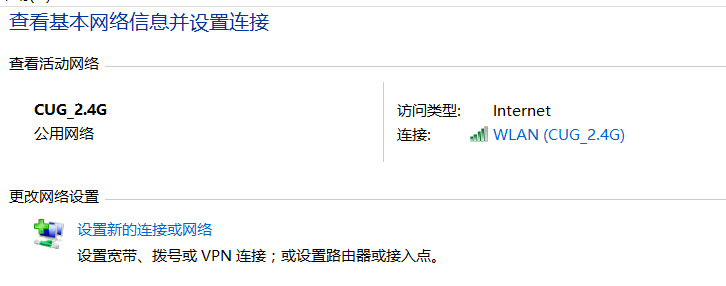 查看基本网络信息并设置连接
查看活动网络
CUG_2.4G
公用网络
访问类型: Internet
连接: WLAN (CUG_2.4G)
更改网络设置
设置新的连接或网络
设置宽带、拨号或 VPN 连接；或设置路由器或接入点。